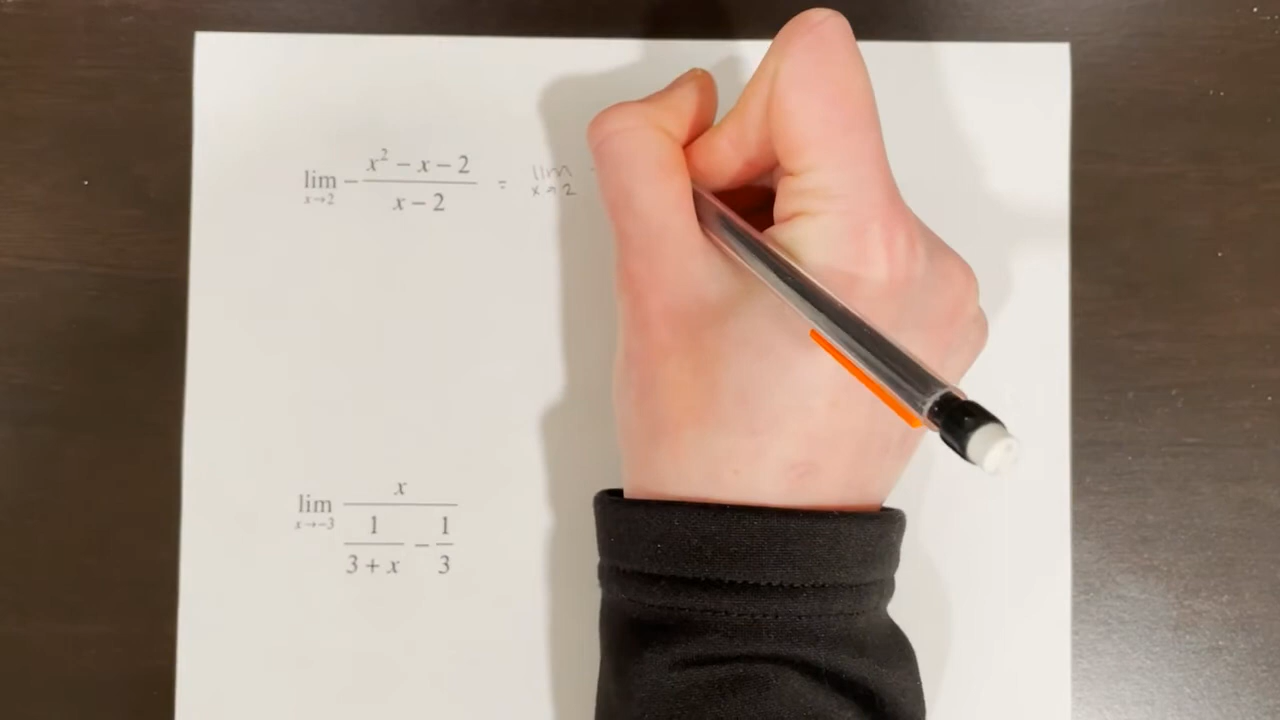 lim x→2 − (x² − x − 2)/(x − 2) = lim x→2 -
lim x→−3 x/(1/(3 + x) − 1/3)